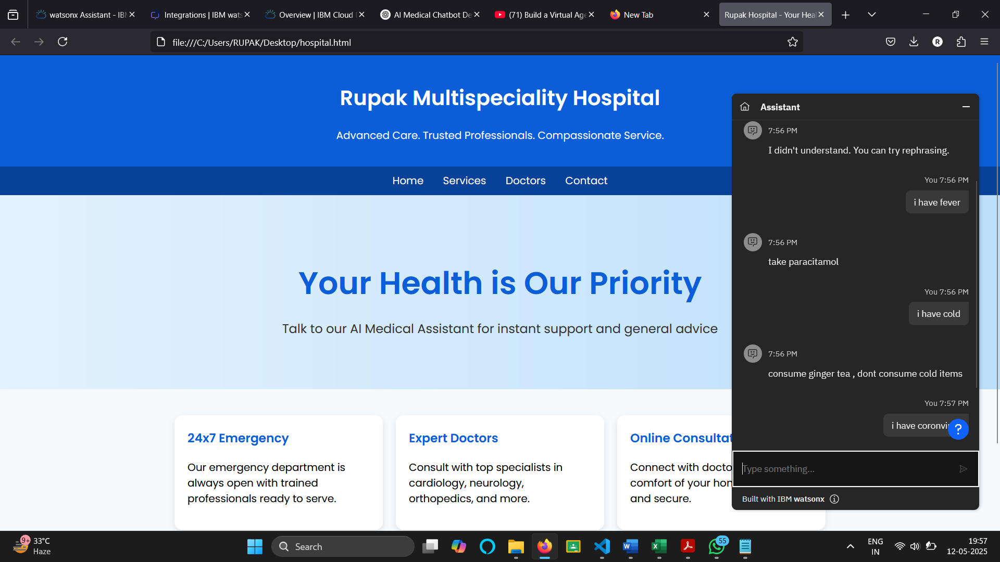 watsonx Assistant - IB
Integrations | IBM wats
Overview | IBM Cloud
AI Medical Chatbot De
(71) Build a Virtual Age
New Tab
Rupak Hospital - Your Heal
file:///C:/Users/RUPAK/Desktop/hospital.html
R
Rupak Multispeciality Hospital
Advanced Care. Trusted Professionals. Compassionate Service.
Home Services Doctors Contact
Your Health is Our Priority
Talk to our AI Medical Assistant for instant support and general advice
24x7 Emergency
Our emergency department is
always open with trained
professionals ready to serve.
Expert Doctors
Consult with top specialists in
cardiology, neurology,
orthopedics, and more.
Online Consultat
Connect with docto
comfort of your hom
and secure.
Assistant
7:56 PM
I didn't understand. You can try rephrasing.
You 7:56 PM
i have fever
7:56 PM
take paracitamol
You 7:56 PM
i have cold
7:56 PM
consume ginger tea , dont consume cold items
You 7:57 PM
i have coronvi
?
Type something...
Built with IBM watsonx
9+
33°C
Haze
Search
55
ENG
IN
19:57
12-05-2025